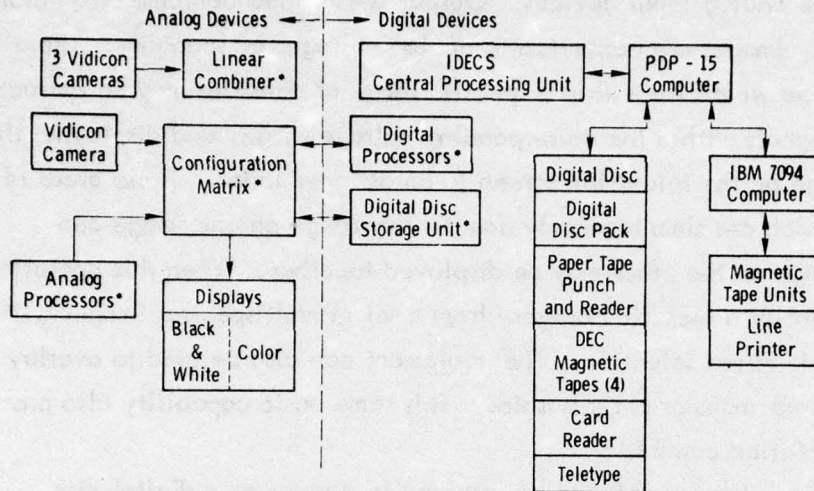 Analog Devices
Digital Devices
3 Vidicon
Cameras
Linear
Combiner*
IDECS
Central Processing Unit
PDP - 15
Computer
Vidicon
Camera
Configuration
Matrix*
Digital
Processors*
Digital Disc
Storage Unit*
Analog
Processors*
Displays
Black
&
White
Color
Digital Disc
Digital
Disc Pack
Paper Tape
Punch
and Reader
DEC
Magnetic
Tapes (4)
Card
Reader
Teletype
IBM 7094
Computer
Magnetic
Tape Units
Line
Printer